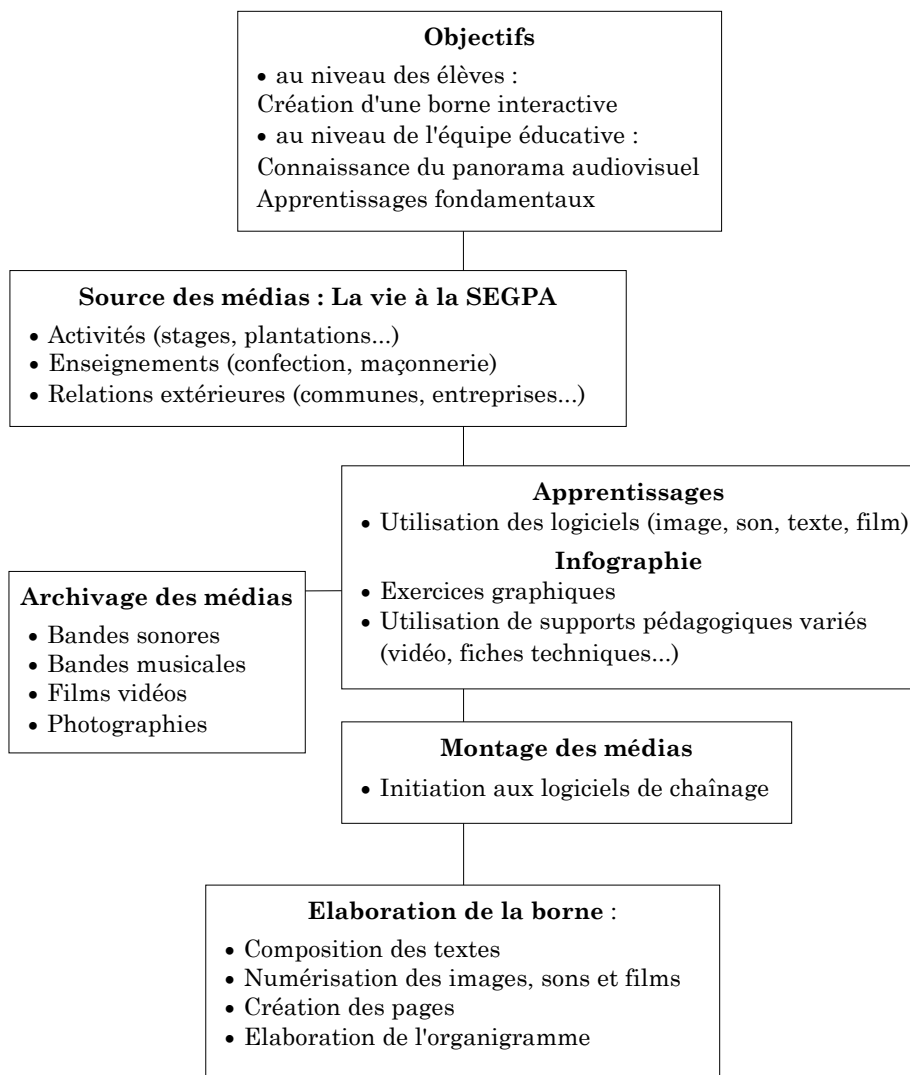 Objectifs
• au niveau des élèves :
Création d'une borne interactive
• au niveau de l'équipe éducative :
Connaissance du panorama audiovisuel
Apprentissages fondamentaux
Source des médias : La vie à la SEGPA
• Activités (stages, plantations...)
• Enseignements (confection, maçonnerie)
• Relations extérieures (communes, entreprises...)
Apprentissages
• Utilisation des logiciels (image, son, texte, film)
Infographie
• Exercices graphiques
• Utilisation de supports pédagogiques variés
(vidéo, fiches techniques...)
Archivage des médias
• Bandes sonores
• Bandes musicales
• Films vidéos
• Photographies
Montage des médias
• Initiation aux logiciels de chaînage
Elaboration de la borne :
• Composition des textes
• Numérisation des images, sons et films
• Création des pages
• Elaboration de l'organigramme